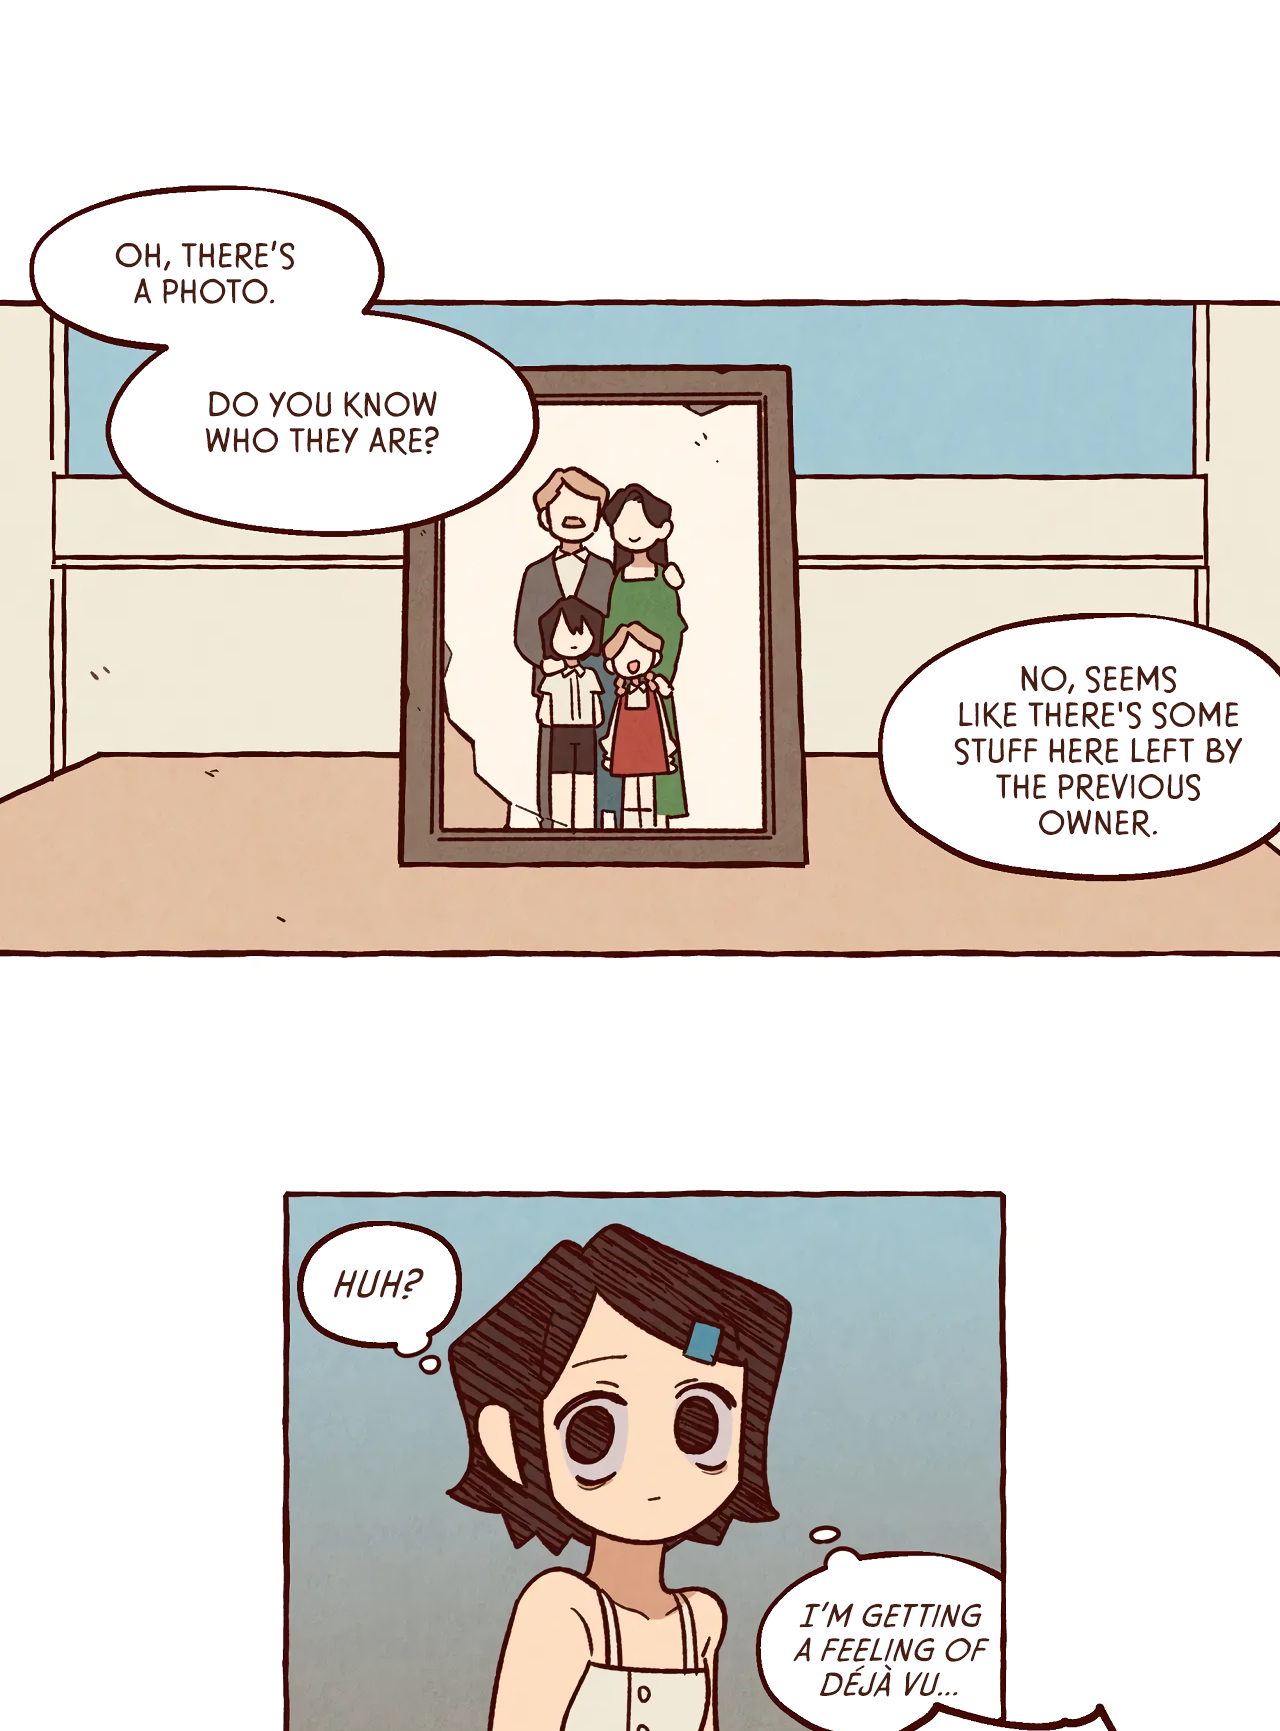 OH, THERE'S
A PHOTO.
DO YOU KNOW
WHO THEY ARE?
NO, SEEMS
LIKE THERE'S SOME
STUFF HERE LEFT BY
THE PREVIOUS
OWNER.
HUH?
I'M GETTING
A FEELING OF
DÉJÀ VU...